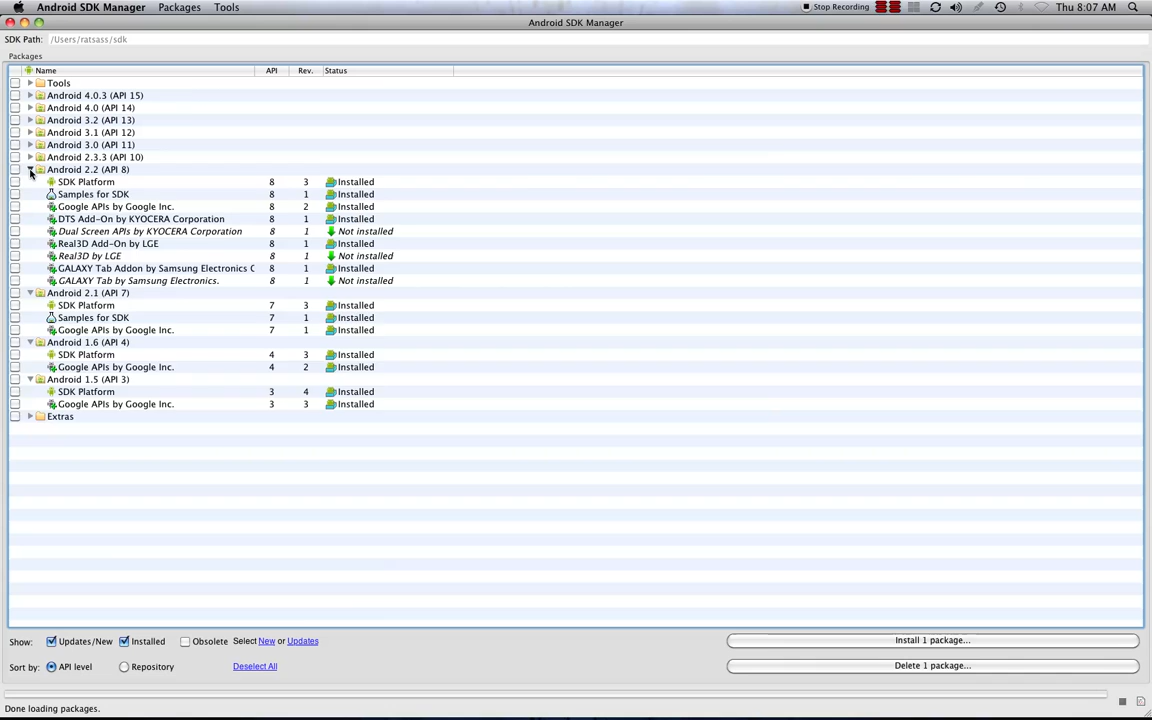 Android SDK Manager Packages Tools Stop Recording Thu 8:07 AM
Android SDK Manager
SDK Path: /Users/ratsass/sdk
Packages
Name API Rev. Status
Tools
Android 4.0.3 (API 15)
Android 4.0 (API 14)
Android 3.2 (API 13)
Android 3.1 (API 12)
Android 3.0 (API 11)
Android 2.3.3 (API 10)
Android 2.2 (API 8)
SDK Platform 8 3 Installed
Samples for SDK 8 1 Installed
Google APIs by Google Inc. 8 2 Installed
DTS Add-On by KYOCERA Corporation 8 1 Installed
Dual Screen APIs by KYOCERA Corporation 8 1 Not installed
Real3D Add-On by LGE 8 1 Installed
Real3D by LGE 8 1 Not installed
GALAXY Tab Addon by Samsung Electronics C 8 1 Installed
GALAXY Tab by Samsung Electronics. 8 1 Not installed
Android 2.1 (API 7)
SDK Platform 7 3 Installed
Samples for SDK 7 1 Installed
Google APIs by Google Inc. 7 1 Installed
Android 1.6 (API 4)
SDK Platform 4 3 Installed
Google APIs by Google Inc. 4 2 Installed
Android 1.5 (API 3)
SDK Platform 3 4 Installed
Google APIs by Google Inc. 3 3 Installed
Extras
Show: Updates/New Installed Obsolete Select New or Updates Install 1 package...
Sort by: API level Repository Deselect All Delete 1 package...
Done loading packages.